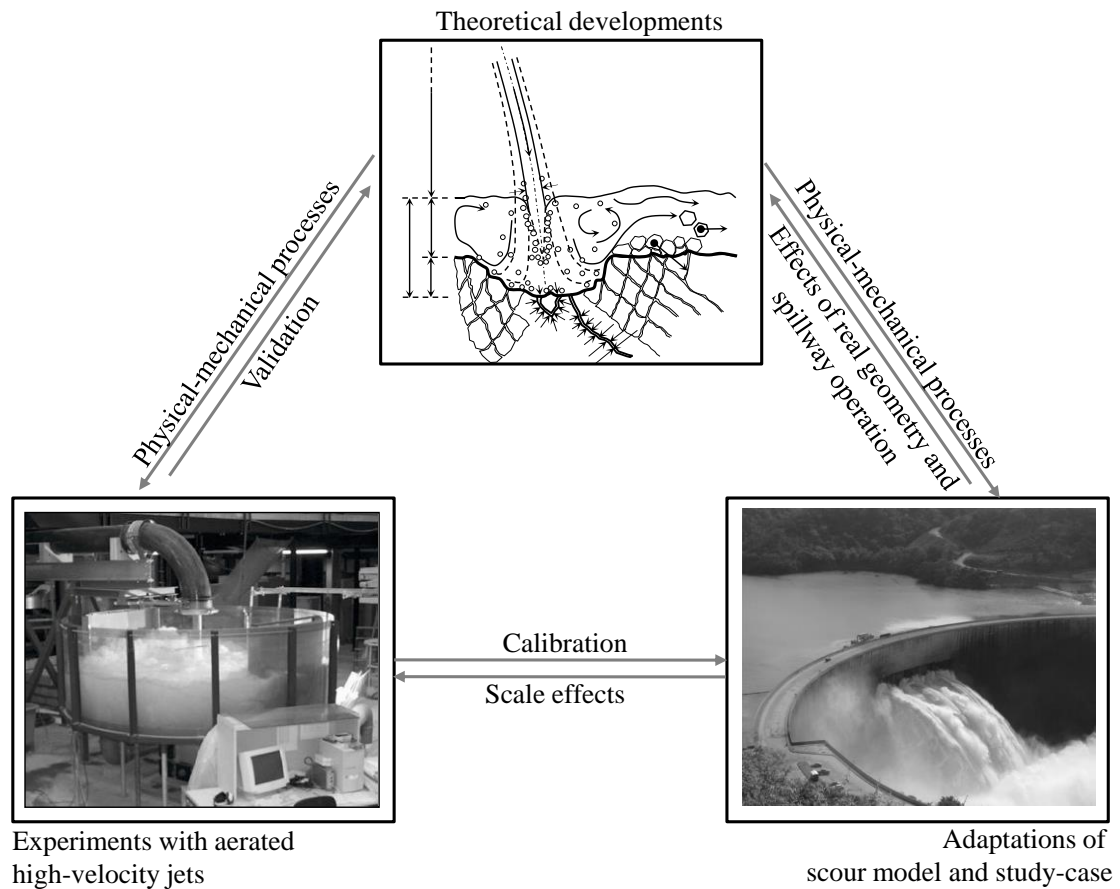 Theoretical developments
Physical-mechanical processes
Validation
Physical-mechanical processes
Effects of real geometry and
spillway operation
Calibration
Scale effects
Experiments with aerated
high-velocity jets
Adaptations of
scour model and study-case